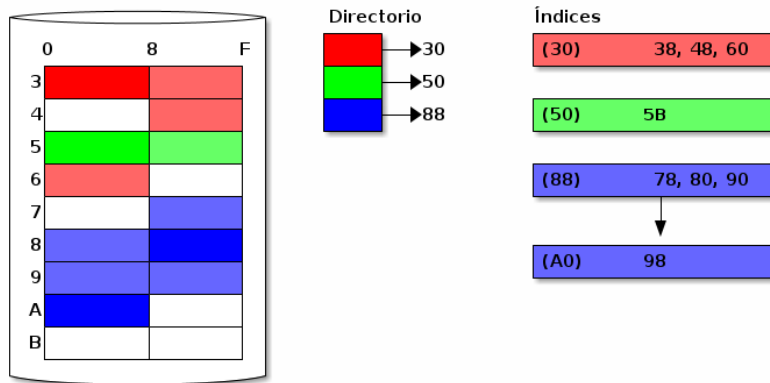 0 8 F
3
4
5
6
7
8
9
A
B
Directorio
30
50
88
Índices
(30) 38, 48, 60
(50) 5B
(88) 78, 80, 90
(A0) 98